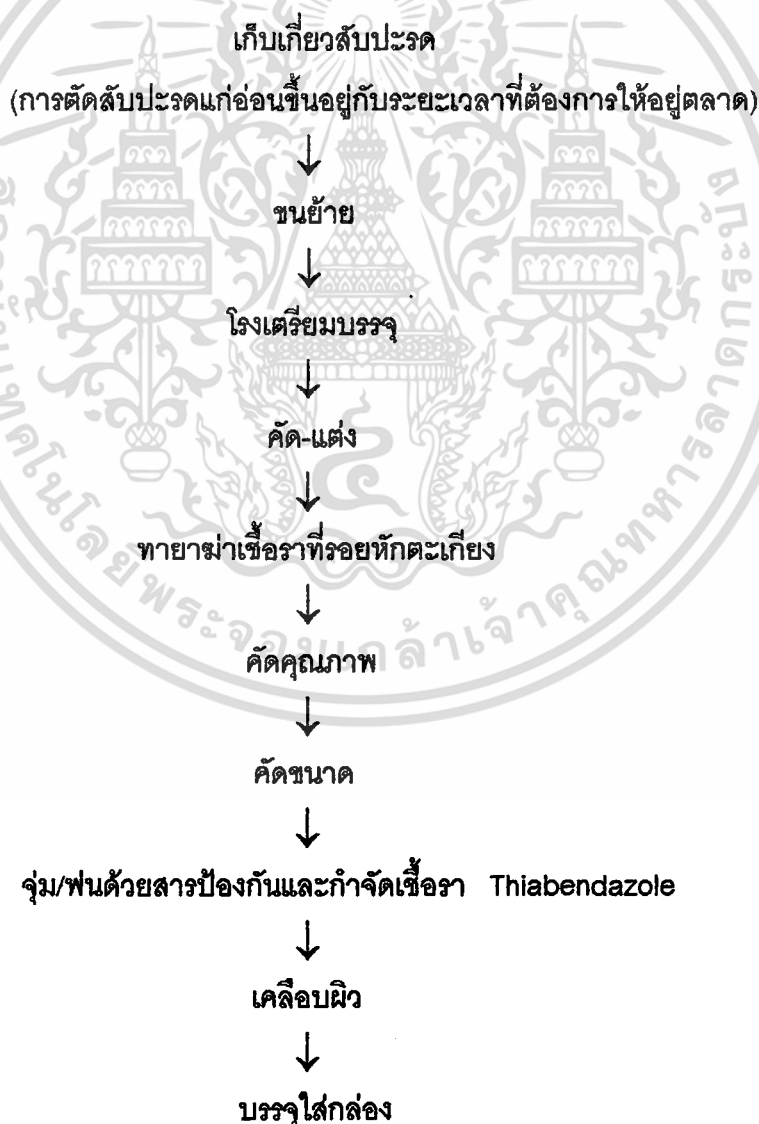 เก็บเกี่ยวสับปะรด
(การตัดสับปะรดแก่อ่อนขึ้นอยู่กับระยะเวลาที่ต้องการให้อยู่ตลาด)
↓
ขนย้าย
↓
โรงเตรียมบรรจุ
↓
คัด-แต่ง
↓
ทายาฆ่าเชื้อราที่รอยหักตะเกียง
↓
คัดคุณภาพ
↓
คัดขนาด
↓
จุ่ม/พ่นด้วยสารป้องกันและกำจัดเชื้อรา Thiabendazole
↓
เคลือบผิว
↓
บรรจุใส่กล่อง